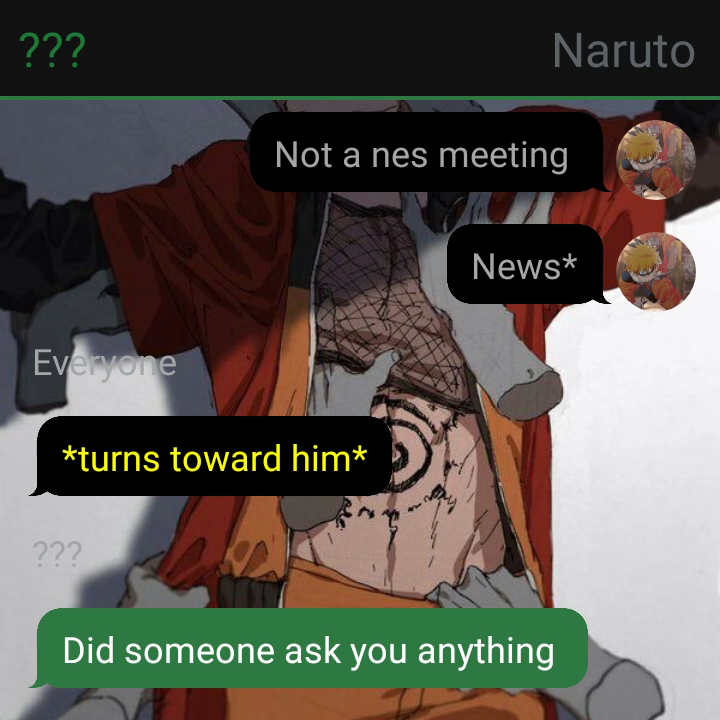 ??? Naruto
Not a nes meeting
News*
Everyone
*turns toward him*
???
Did someone ask you anything